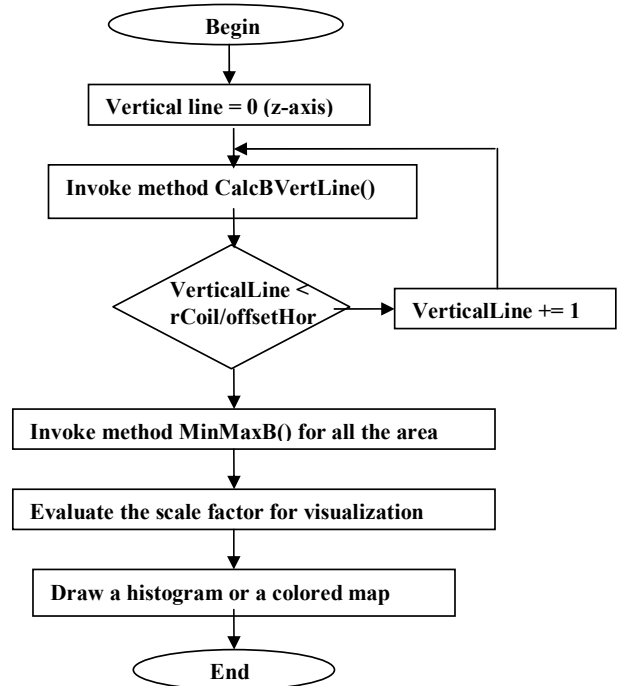 Begin
Vertical line = 0 (z-axis)
Invoke method CalcBVertLine()
VerticalLine <
rCoil/offsetHor
VerticalLine += 1
Invoke method MinMaxB() for all the area
Evaluate the scale factor for visualization
Draw a histogram or a colored map
End